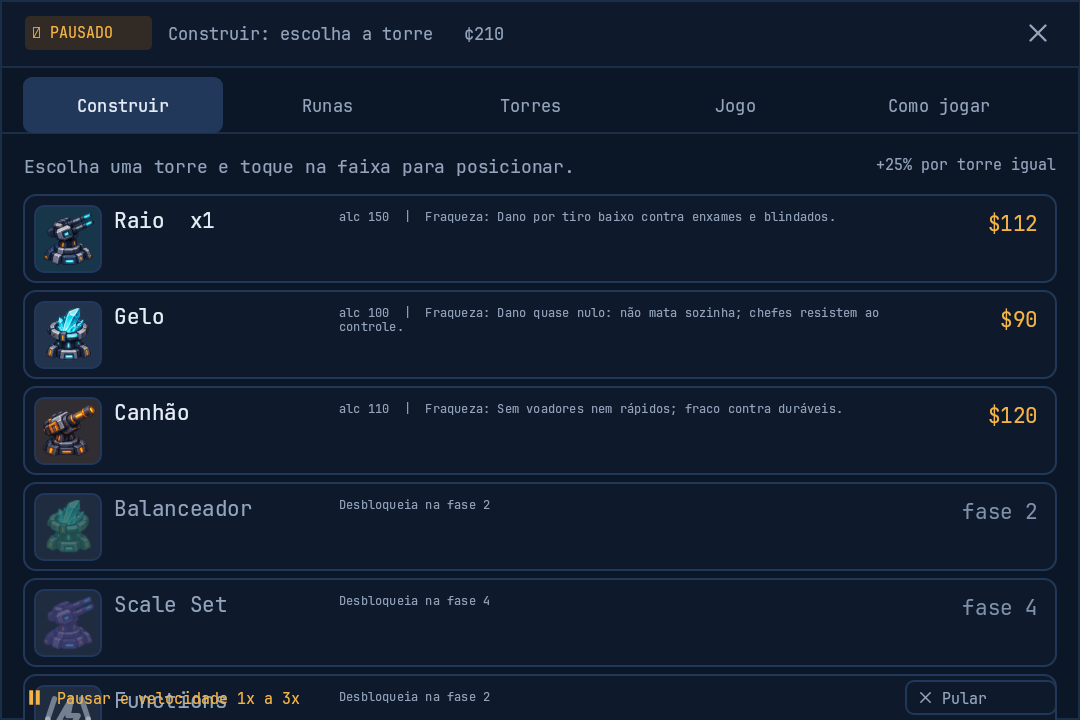 PAUSADO
Construir: escolha a torre $210
Construir Runas Torres Jogo Como jogar
Escolha uma torre e toque na faixa para posicionar.
+25% por torre igual
Raio x1
alc 150 | Fraqueza: Dano por tiro baixo contra enxames e blindados.
$112
Gelo
alc 100 | Fraqueza: Dano quase nulo: não mata sozinha; chefes resistem ao
controle.
$90
Canhão
alc 110 | Fraqueza: Sem voadores nem rápidos; fraco contra duráveis.
$120
Balanceador
Desbloqueia na fase 2
fase 2
Scale Set
Desbloqueia na fase 4
fase 4
Functions
Desbloqueia na fase 2
Pausar e velocidade 1x a 3x
Pular